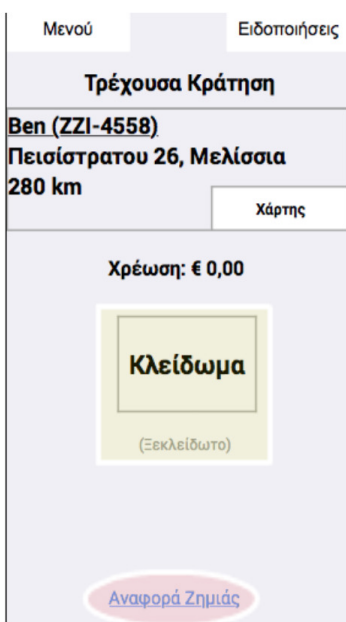 Μενού
Ειδοποιήσεις
Τρέχουσα Κράτηση
Ben (ZZI-4558)
Πεισίστρατου 26, Μελίσσια
280 km
Χάρτης
Χρέωση: € 0,00
Κλείδωμα
(Ξεκλείδωτο)
Αναφορά Ζημιάς